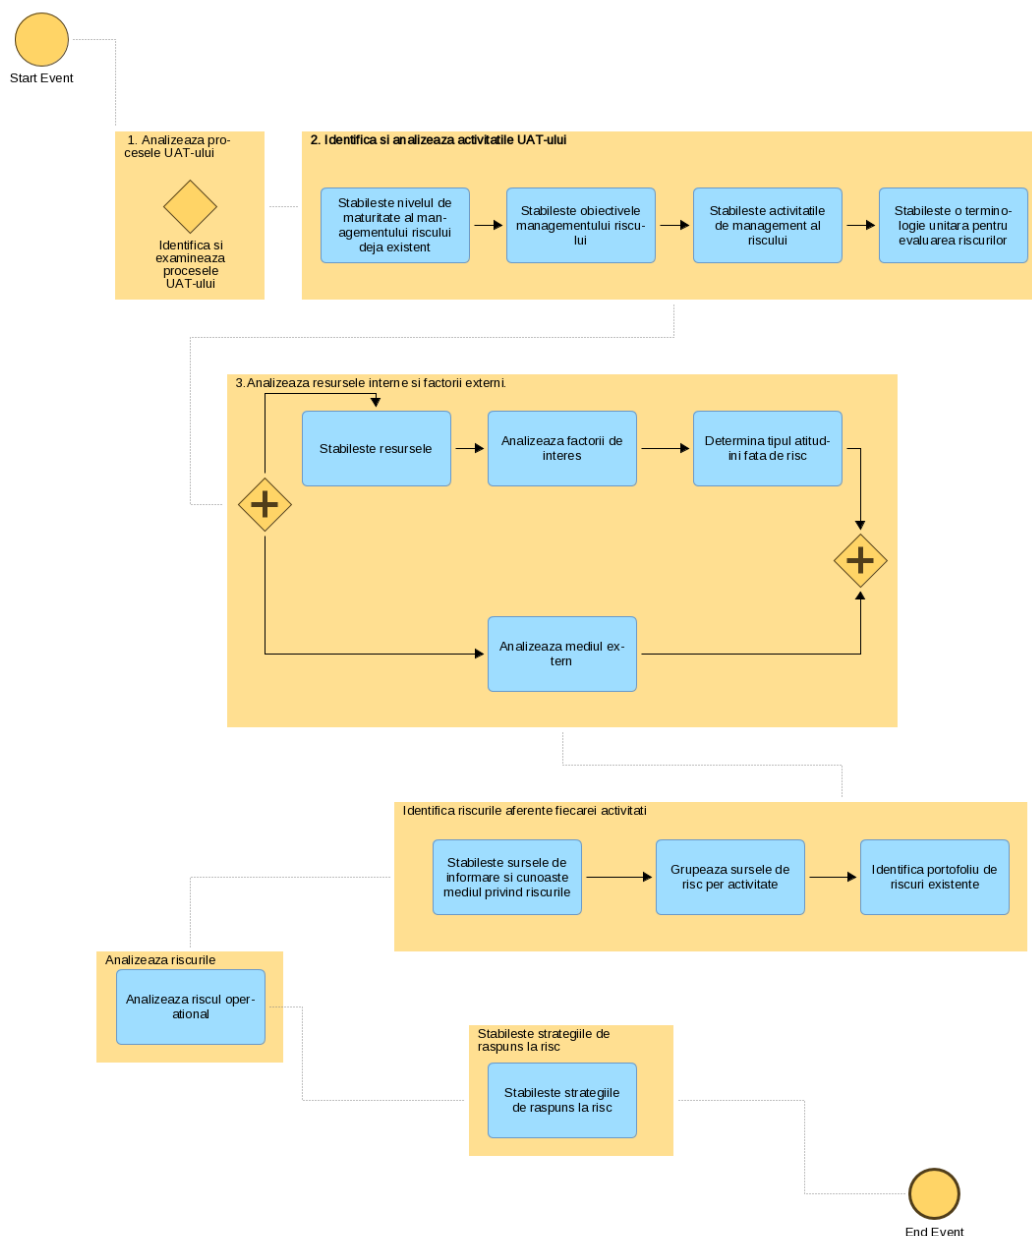 Start Event
1. Analizeaza pro-
cesele UAT-ului
Identifica si
examineaza
procesele
UAT-ului
2. Identifica si analizeaza activitatile UAT-ului
Stabileste nivelul de
maturitate al man-
agementului riscului
deja existent
Stabileste obiectivele
managementului riscu-
lui
Stabileste activitatile
de management al
riscului
Stabileste o termino-
logie unitara pentru
evaluarea riscurilor
3.Analizeaza resursele interne si factorii externi.
Stabileste resursele
Analizeaza factorii de
interes
Determina tipul atitud-
ini fata de risc
Analizeaza mediul ex-
tern
Identifica riscurile aferente fiecarei activitati
Stabileste sursele de
informare si cunoaste
mediul privind riscurile
Grupeaza sursele de
risc per activitate
Identifica portofoliu de
riscuri existente
Analizeaza riscurile
Analizeaza riscul oper-
ational
Stabileste strategiile de
raspuns la risc
Stabileste strategiile
de raspuns la risc
End Event